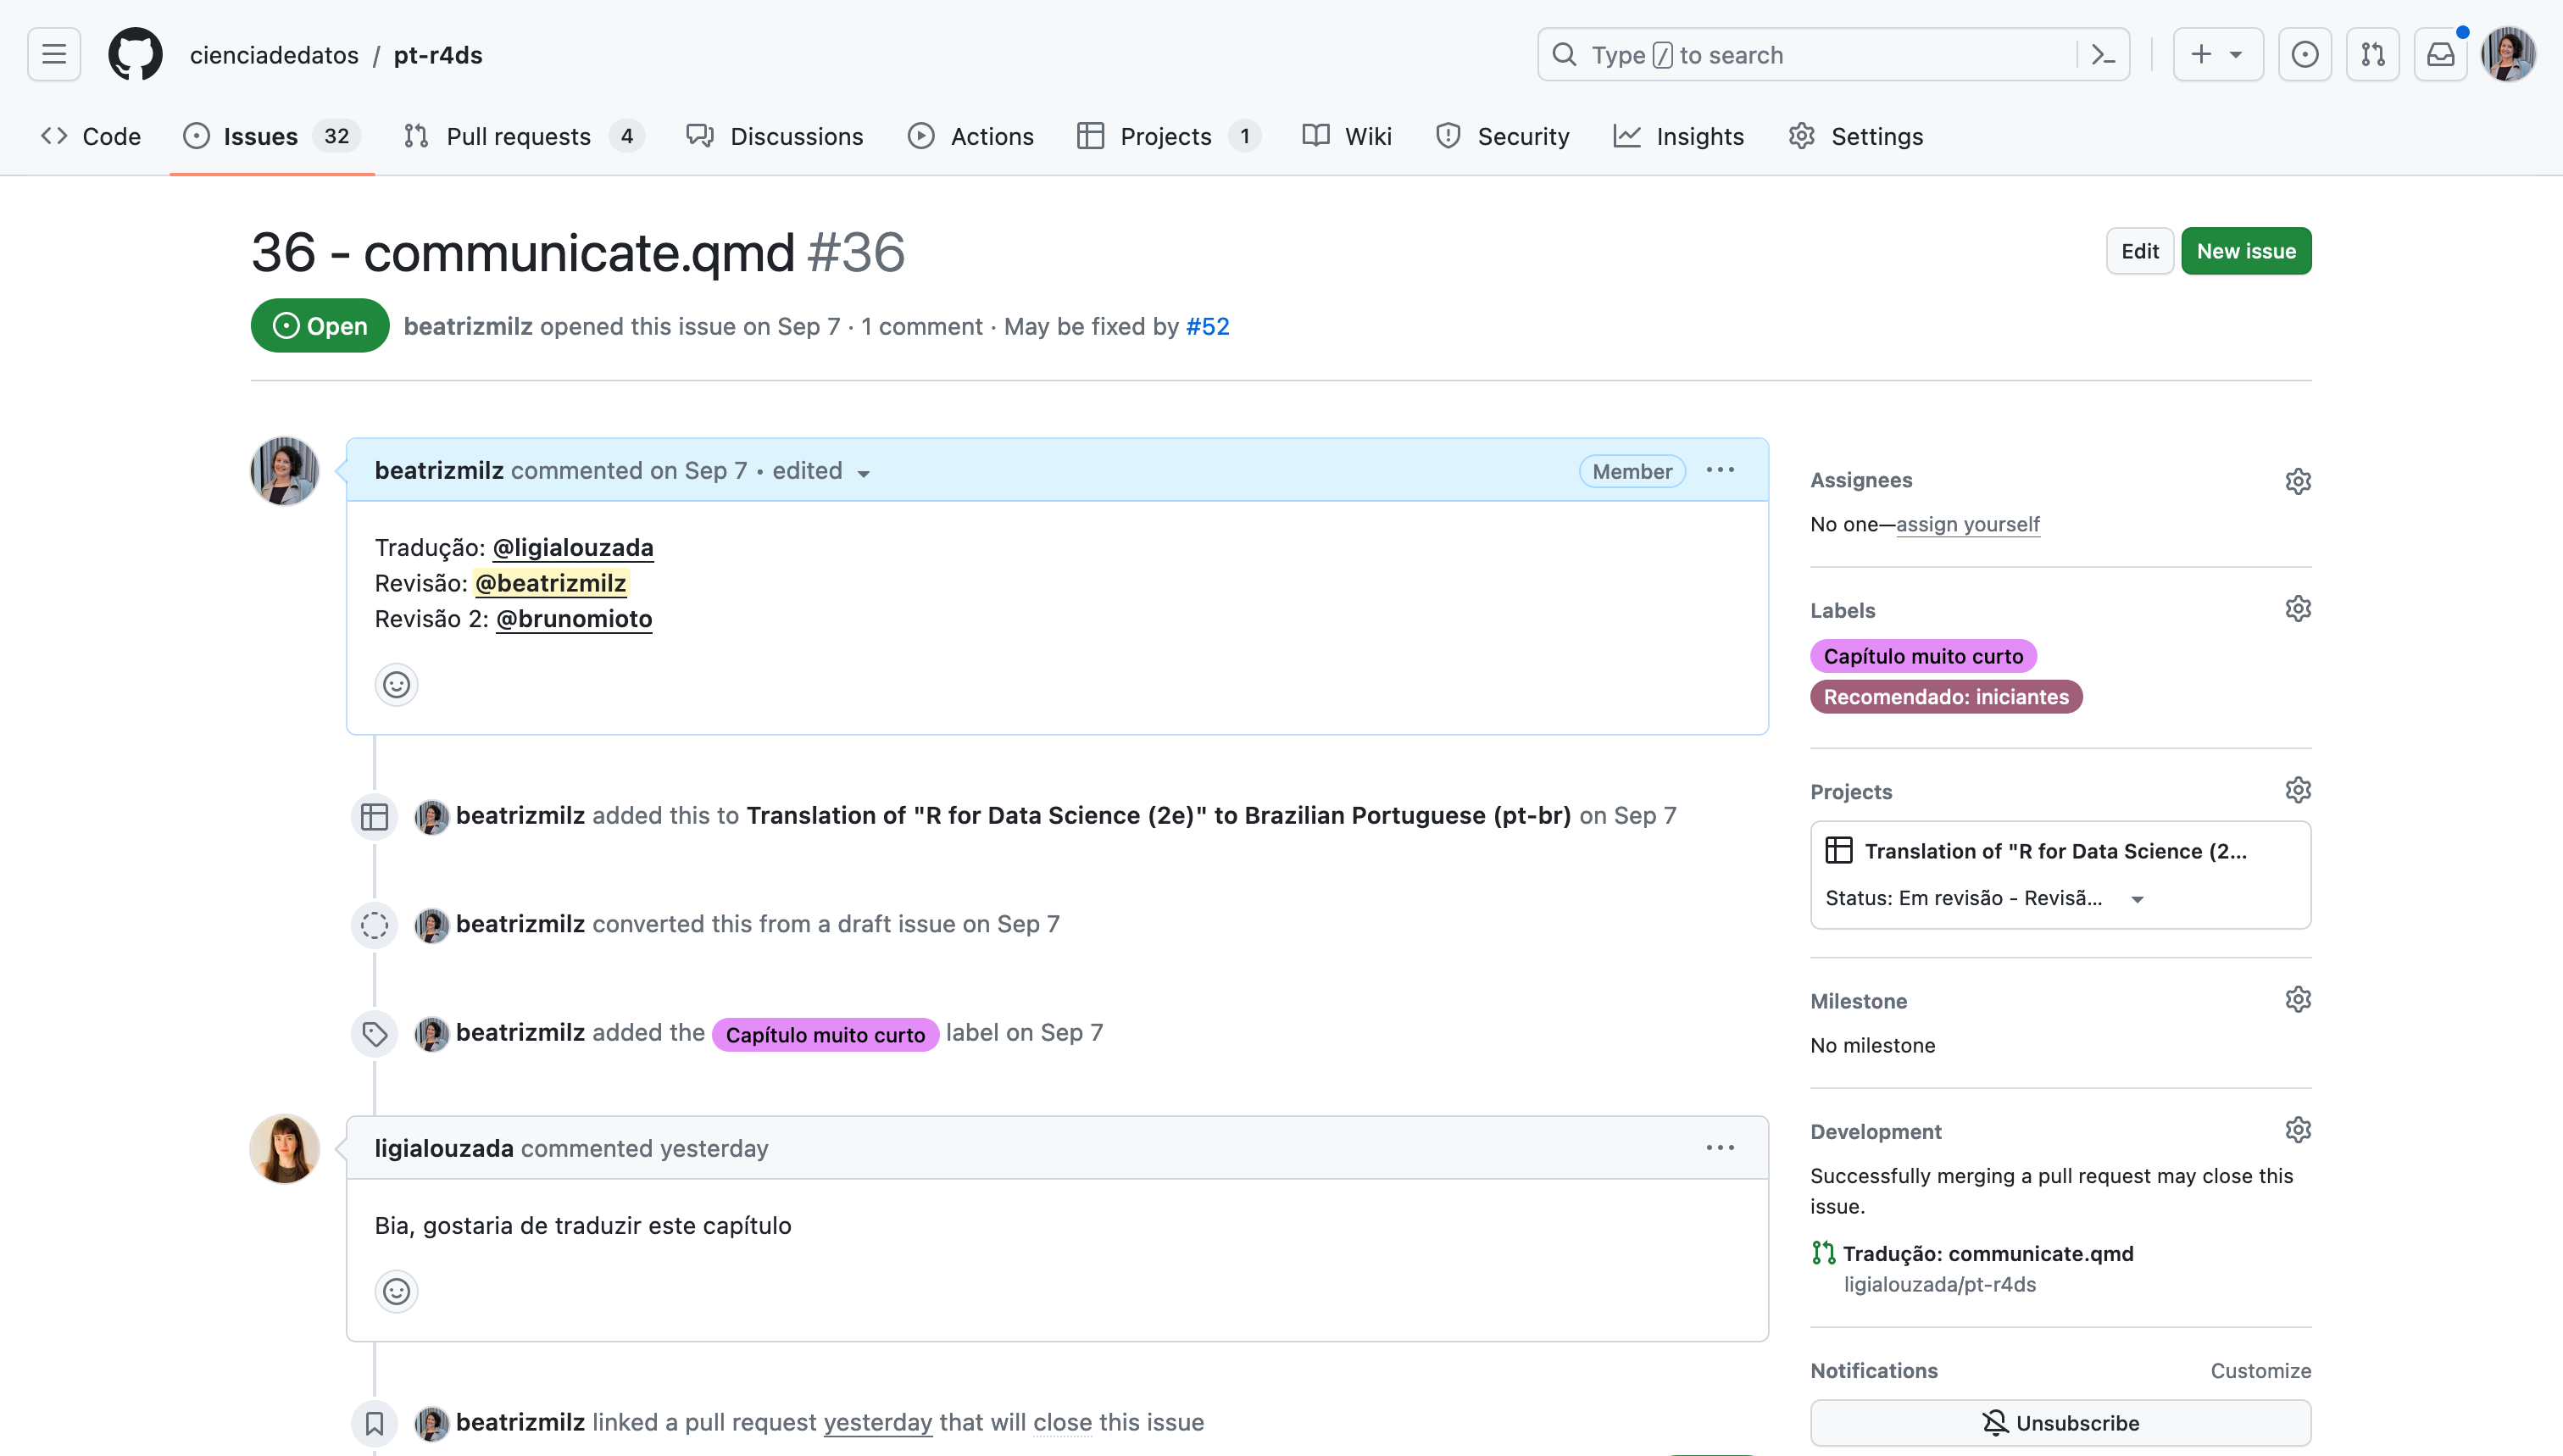 cienciadedatos / pt-r4ds
Type / to search
Code
Issues 32
Pull requests 4
Discussions
Actions
Projects 1
Wiki
Security
Insights
Settings
36 - communicate.qmd #36
Edit
New issue
Open
beatrizmilz opened this issue on Sep 7 · 1 comment · May be fixed by #52
beatrizmilz commented on Sep 7 • edited
Member
Tradução: @ligialouzada
Revisão: @beatrizmilz
Revisão 2: @brunomioto
beatrizmilz added this to Translation of "R for Data Science (2e)" to Brazilian Portuguese (pt-br) on Sep 7
beatrizmilz converted this from a draft issue on Sep 7
beatrizmilz added the Capítulo muito curto label on Sep 7
ligialouzada commented yesterday
Bia, gostaria de traduzir este capítulo
beatrizmilz linked a pull request yesterday that will close this issue
Assignees
No one—assign yourself
Labels
Capítulo muito curto
Recomendado: iniciantes
Projects
Translation of "R for Data Science (2...
Status: Em revisão - Revisã...
Milestone
No milestone
Development
Successfully merging a pull request may close this
issue.
Tradução: communicate.qmd
ligialouzada/pt-r4ds
Notifications
Customize
Unsubscribe